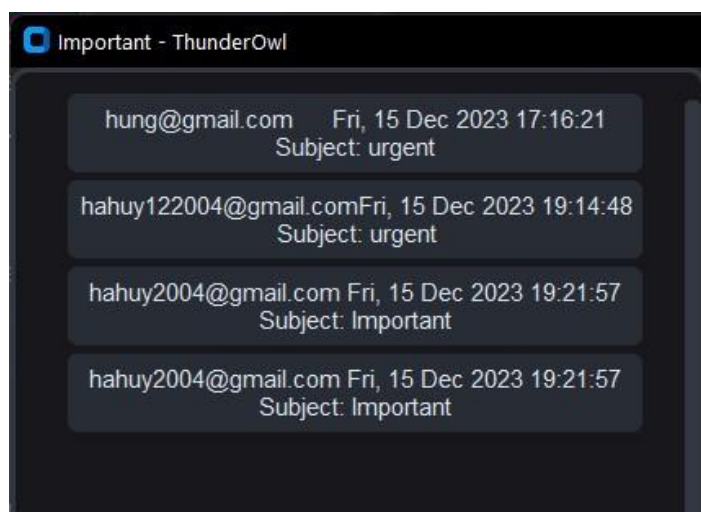 Important - ThunderOwl
hung@gmail.com Fri, 15 Dec 2023 17:16:21
Subject: urgent
hahuy122004@gmail.comFri, 15 Dec 2023 19:14:48
Subject: urgent
hahuy2004@gmail.com Fri, 15 Dec 2023 19:21:57
Subject: Important
hahuy2004@gmail.com Fri, 15 Dec 2023 19:21:57
Subject: Important